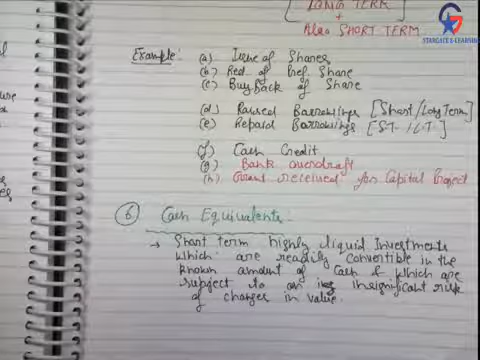 LONG TERM
+
Also SHORT TERM
STARGATE E-LEARNING
Example: (a) Issue of Shares
(b) Red. of Pref. Share
(c) Buy Back of Share
(d) Raised Borrowings [Short/Long Term]
(e) Repaid Borrowings [S.T./L.T.]
(f) Cash Credit
(g) Bank overdraft
(h) Grant received for Capital Project
⑥ Cash Equivalents:
→ Short term highly liquid Investments
which are readily convertible in the
known amount of Cash & which are
subject to an insignificant risk
of changes in value.